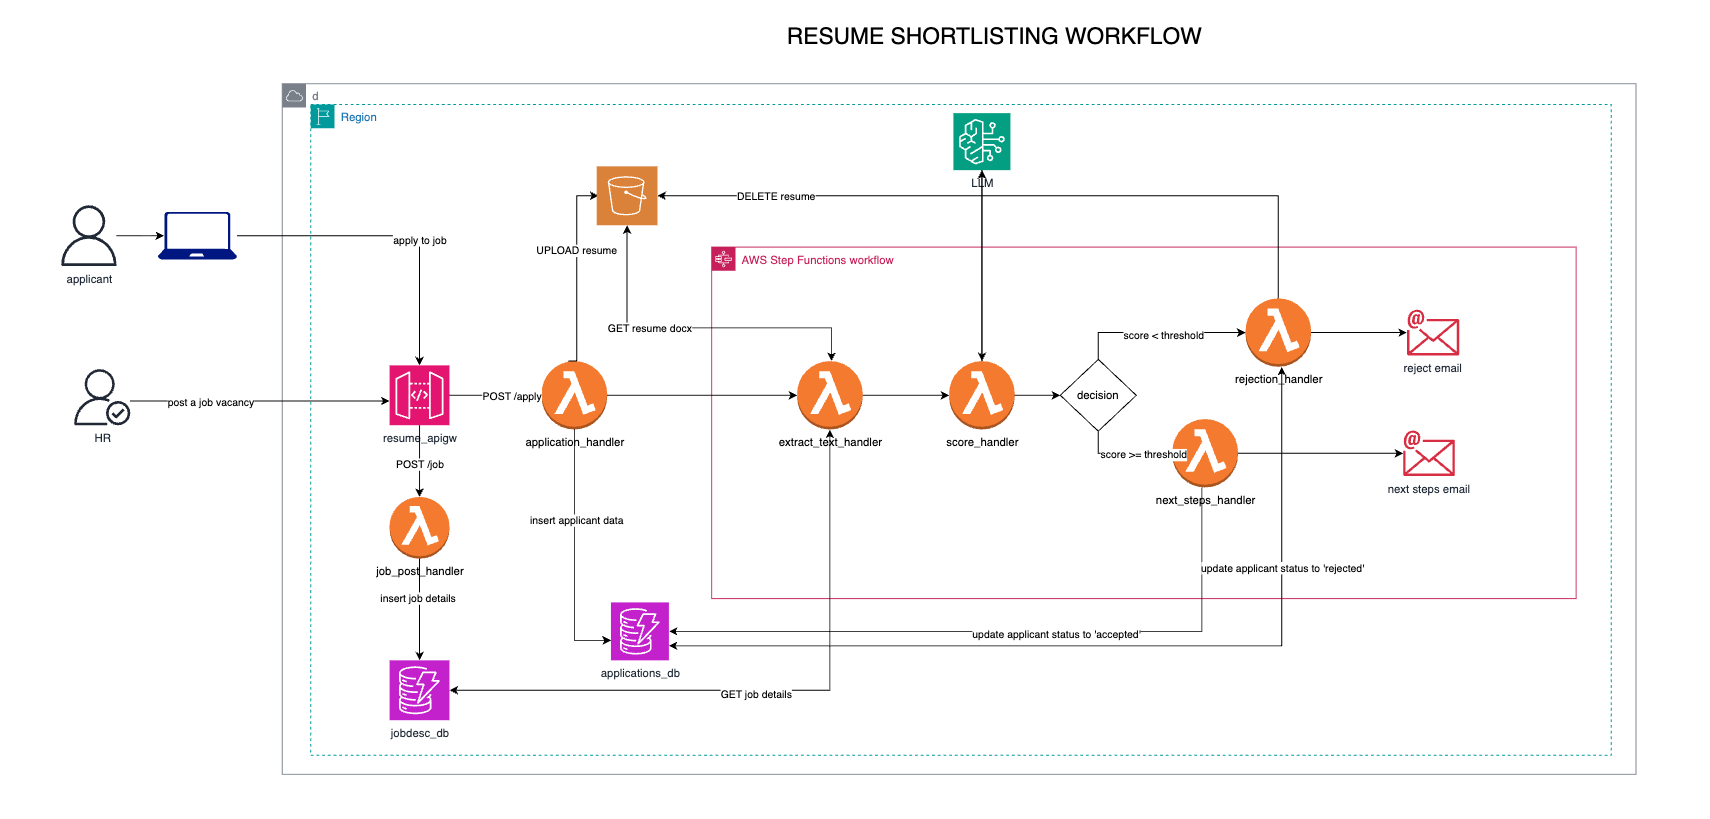 RESUME SHORTLISTING WORKFLOW
d
Region
LLM
DELETE resume
apply to job
UPLOAD resume
AWS Step Functions workflow
applicant
GET resume docx
score < threshold
reject email
rejection_handler
decision
POST /apply
post a job vacancy
HR
resume_apigw
application_handler
extract_text_handler
score_handler
score >= threshold
POST /job
next_steps_handler
next steps email
insert applicant data
job_post_handler
update applicant status to 'rejected'
insert job details
update applicant status to 'accepted'
applications_db
GET job details
jobdesc_db